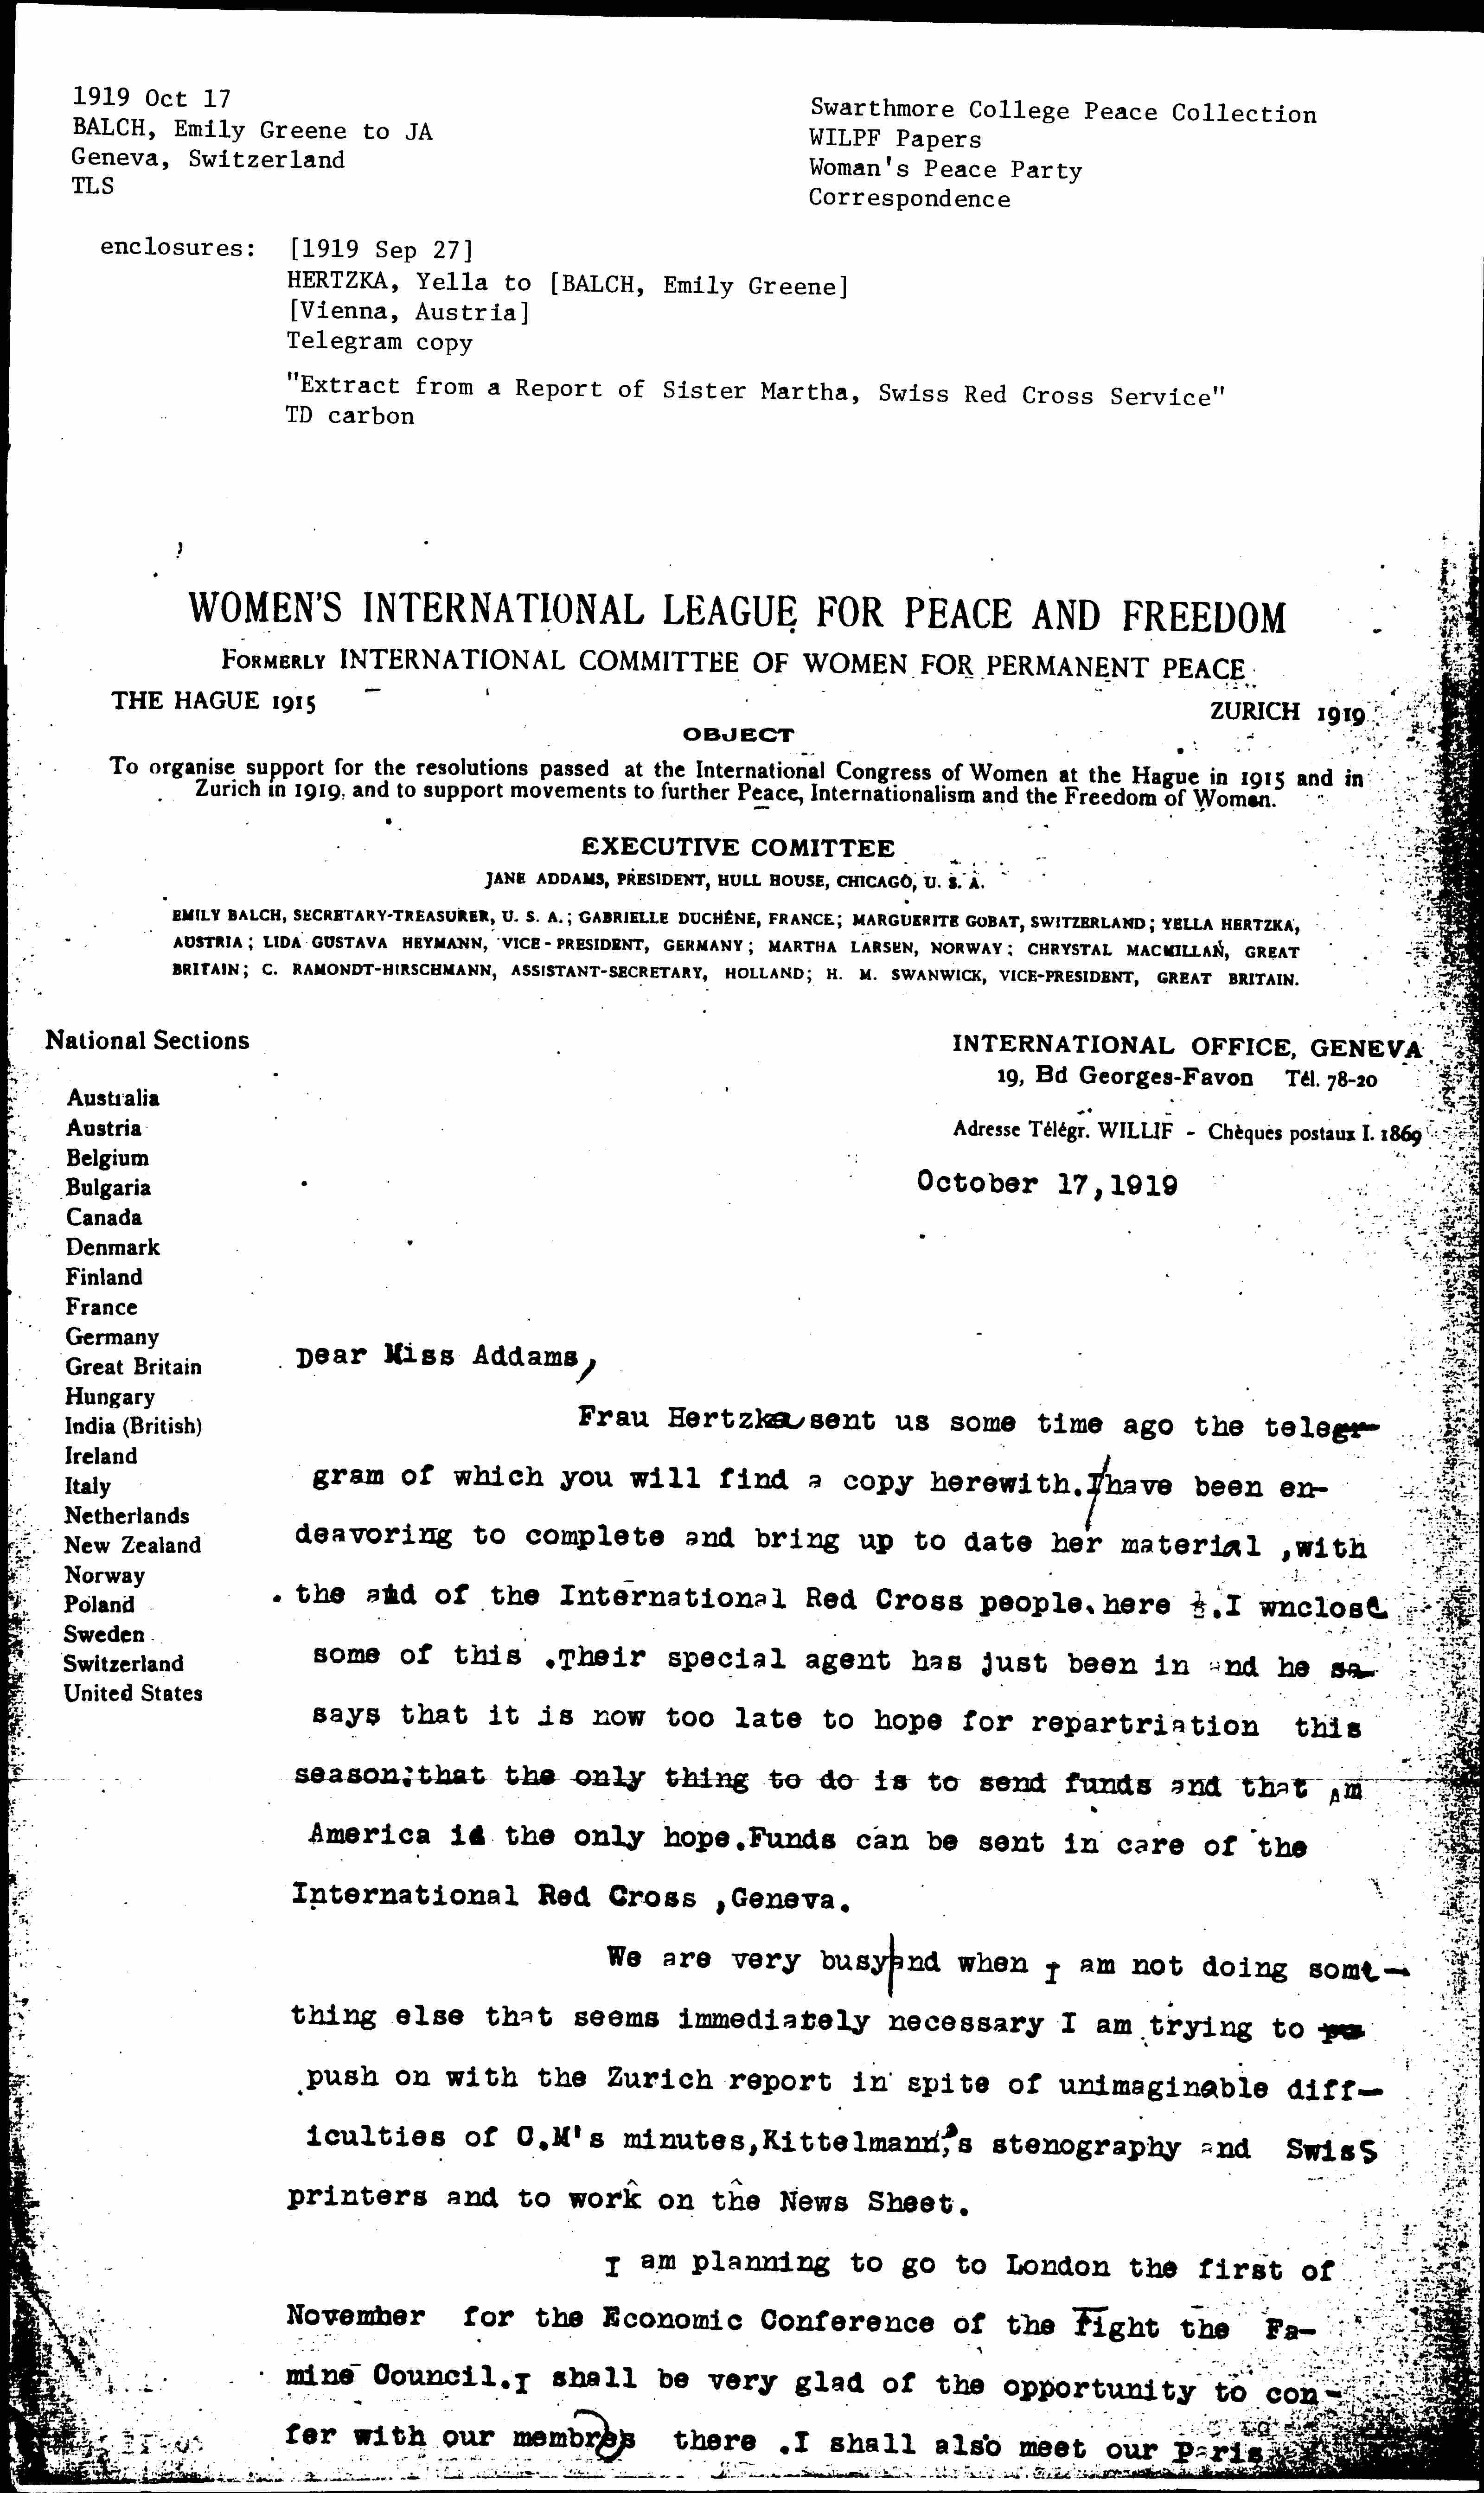 1919 Oct 17
BALCH, Emily Greene to JA
Geneva, Switzerland
TLS
Swarthmore College Peace Collection
WILPF Papers
Woman's Peace Party
Correspondence
enclosures: [1919 Sep 27]
HERTZKA, Yella to [BALCH, Emily Greene]
[Vienna, Austria]
Telegram copy
"Extract from a Report of Sister Martha, Swiss Red Cross Service"
TD carbon
WOMEN'S INTERNATIONAL LEAGUE FOR PEACE AND FREEDOM
FORMERLY INTERNATIONAL COMMITTEE OF WOMEN FOR PERMANENT PEACE
THE HAGUE 1915
ZURICH 1919
OBJECT
To organise support for the resolutions passed at the International Congress of Women at the Hague in 1915 and in
Zurich in 1919, and to support movements to further Peace, Internationalism and the Freedom of Women.
EXECUTIVE COMITTEE
JANE ADDAMS, PRESIDENT, HULL HOUSE, CHICAGO, U. S. A.
EMILY BALCH, SECRETARY-TREASURER, U. S. A.; GABRIELLE DUCHÊNE, FRANCE; MARGUERITE GOBAT, SWITZERLAND; YELLA HERTZKA,
AUSTRIA; LIDA GUSTAVA HEYMANN, VICE-PRESIDENT, GERMANY; MARTHA LARSEN, NORWAY; CHRYSTAL MACMILLAN, GREAT
BRITAIN; C. RAMONDT-HIRSCHMANN, ASSISTANT-SECRETARY, HOLLAND; H. M. SWANWICK, VICE-PRESIDENT, GREAT BRITAIN.
National Sections
Australia
Austria
Belgium
Bulgaria
Canada
Denmark
Finland
France
Germany
Great Britain
Hungary
India (British)
Ireland
Italy
Netherlands
New Zealand
Norway
Poland
Sweden
Switzerland
United States
INTERNATIONAL OFFICE, GENEVA
19, Bd Georges-Favon Tél. 78-20
Adresse Télégr. WILLIF - Chèques postaux I. 1869
October 17,1919
Dear Miss Addams,
Frau Hertzka sent us some time ago the telegr
gram of which you will find a copy herewith.I have been en-
deavoring to complete and bring up to date her material ,with
the aid of the International Red Cross people here .I wnclose
some of this .Their special agent has just been in and he sa
says that it is now too late to hope for repartriation this
season;that the only thing to do is to send funds and that Am
America is the only hope.Funds can be sent in care of the
International Red Cross ,Geneva.
We are very busy and when I am not doing some-
thing else that seems immediately necessary I am trying to pu
push on with the Zurich report in spite of unimaginable diff-
iculties of C.M's minutes,Kittelmann's stenography and Swiss
printers and to work on the News Sheet.
I am planning to go to London the first of
November for the Economic Conference of the Fight the Fa-
mine Council.I shall be very glad of the opportunity to con-
fer with our membres there .I shall also meet our Paris